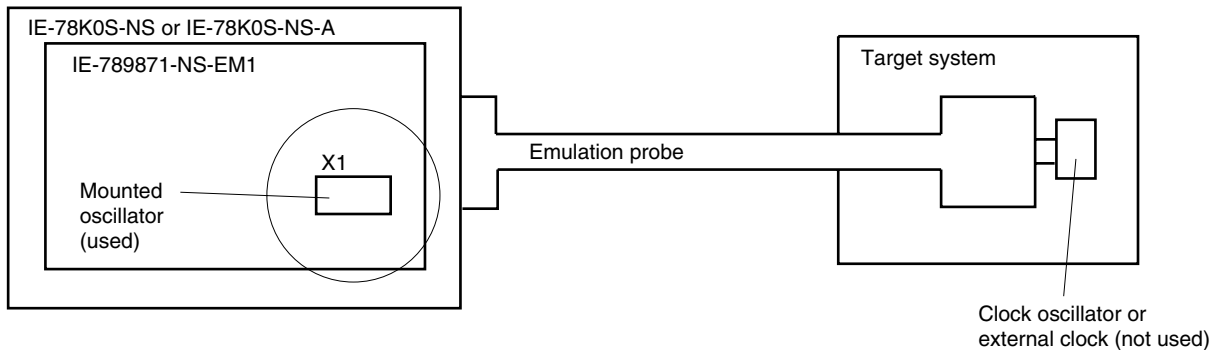 IE-78K0S-NS or IE-78K0S-NS-A
IE-789871-NS-EM1
Target system
Emulation probe
X1
Mounted
oscillator
(used)
Clock oscillator or
external clock (not used)